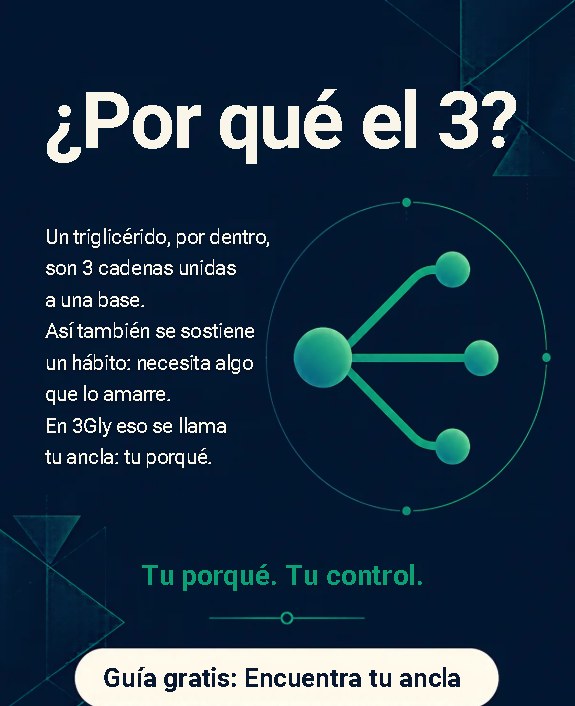 ¿Por qué el 3?
Un triglicérido, por dentro,
son 3 cadenas unidas
a una base.
Así también se sostiene
un hábito: necesita algo
que lo amarre.
En 3Gly eso se llama
tu ancla: tu porqué.
Tu porqué. Tu control.
Guía gratis: Encuentra tu ancla